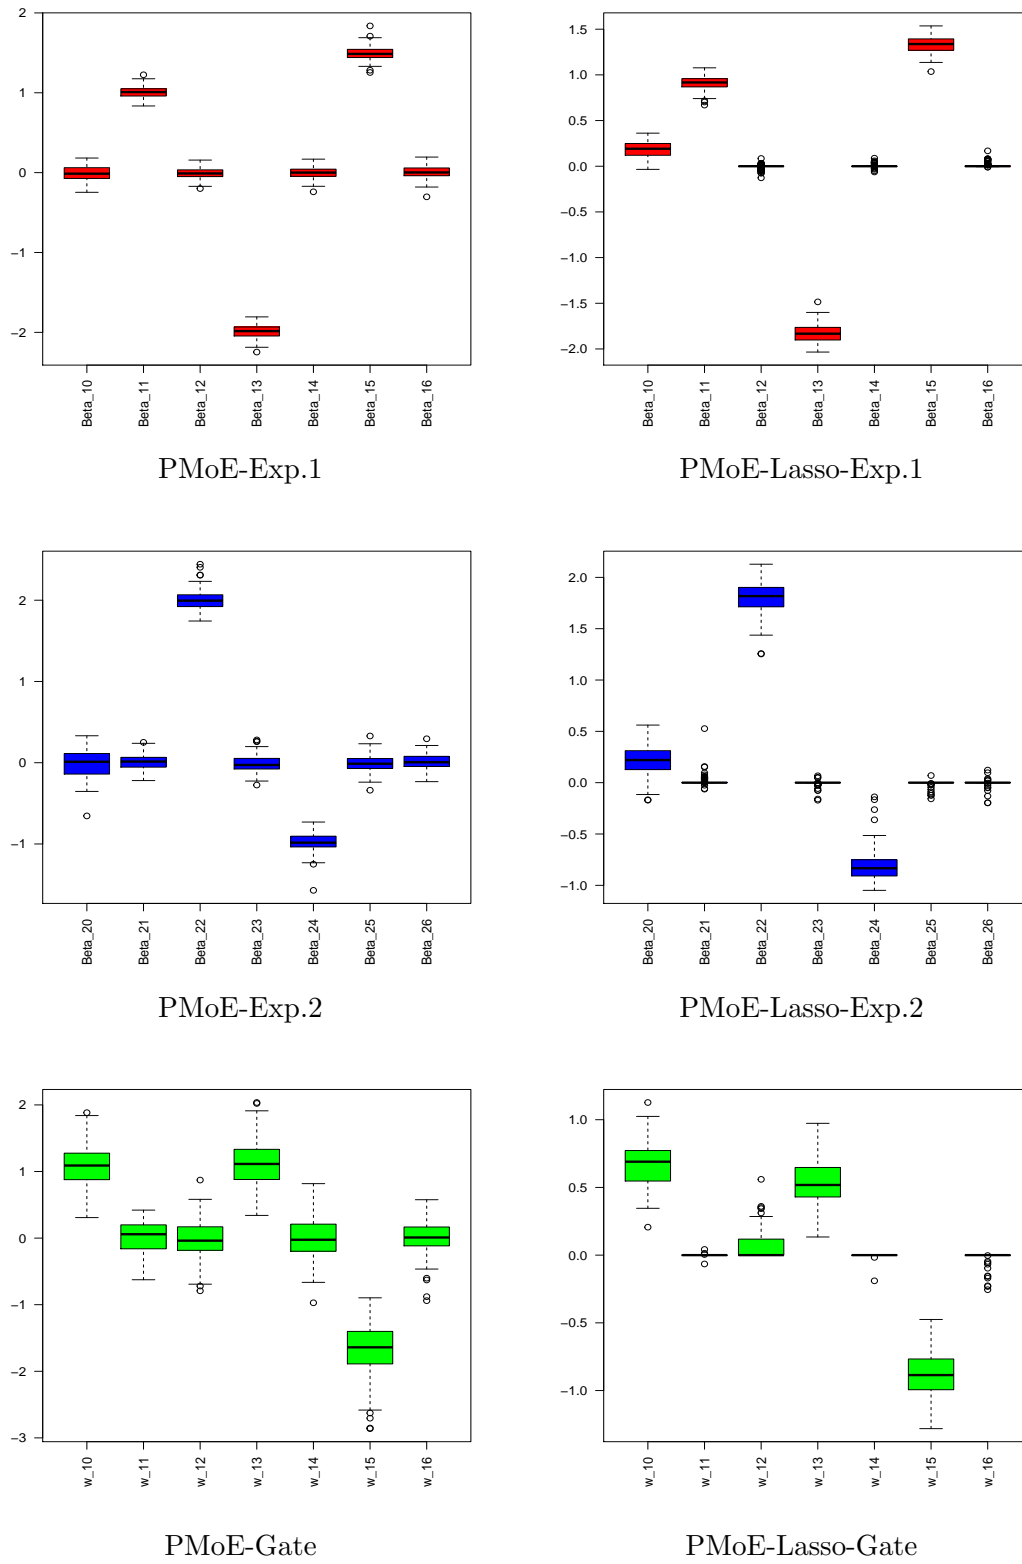 2
1
0
−1
−2
Beta_10
Beta_11
Beta_12
Beta_13
Beta_14
Beta_15
Beta_16
PMoE-Exp.1
1.5
1.0
0.5
0.0
−0.5
−1.0
−1.5
−2.0
Beta_10
Beta_11
Beta_12
Beta_13
Beta_14
Beta_15
Beta_16
PMoE-Lasso-Exp.1
2
1
0
−1
Beta_20
Beta_21
Beta_22
Beta_23
Beta_24
Beta_25
Beta_26
PMoE-Exp.2
2.0
1.5
1.0
0.5
0.0
−0.5
−1.0
Beta_20
Beta_21
Beta_22
Beta_23
Beta_24
Beta_25
Beta_26
PMoE-Lasso-Exp.2
2
1
0
−1
−2
−3
w_10
w_11
w_12
w_13
w_14
w_15
w_16
PMoE-Gate
1.0
0.5
0.0
−0.5
−1.0
w_10
w_11
w_12
w_13
w_14
w_15
w_16
PMoE-Lasso-Gate